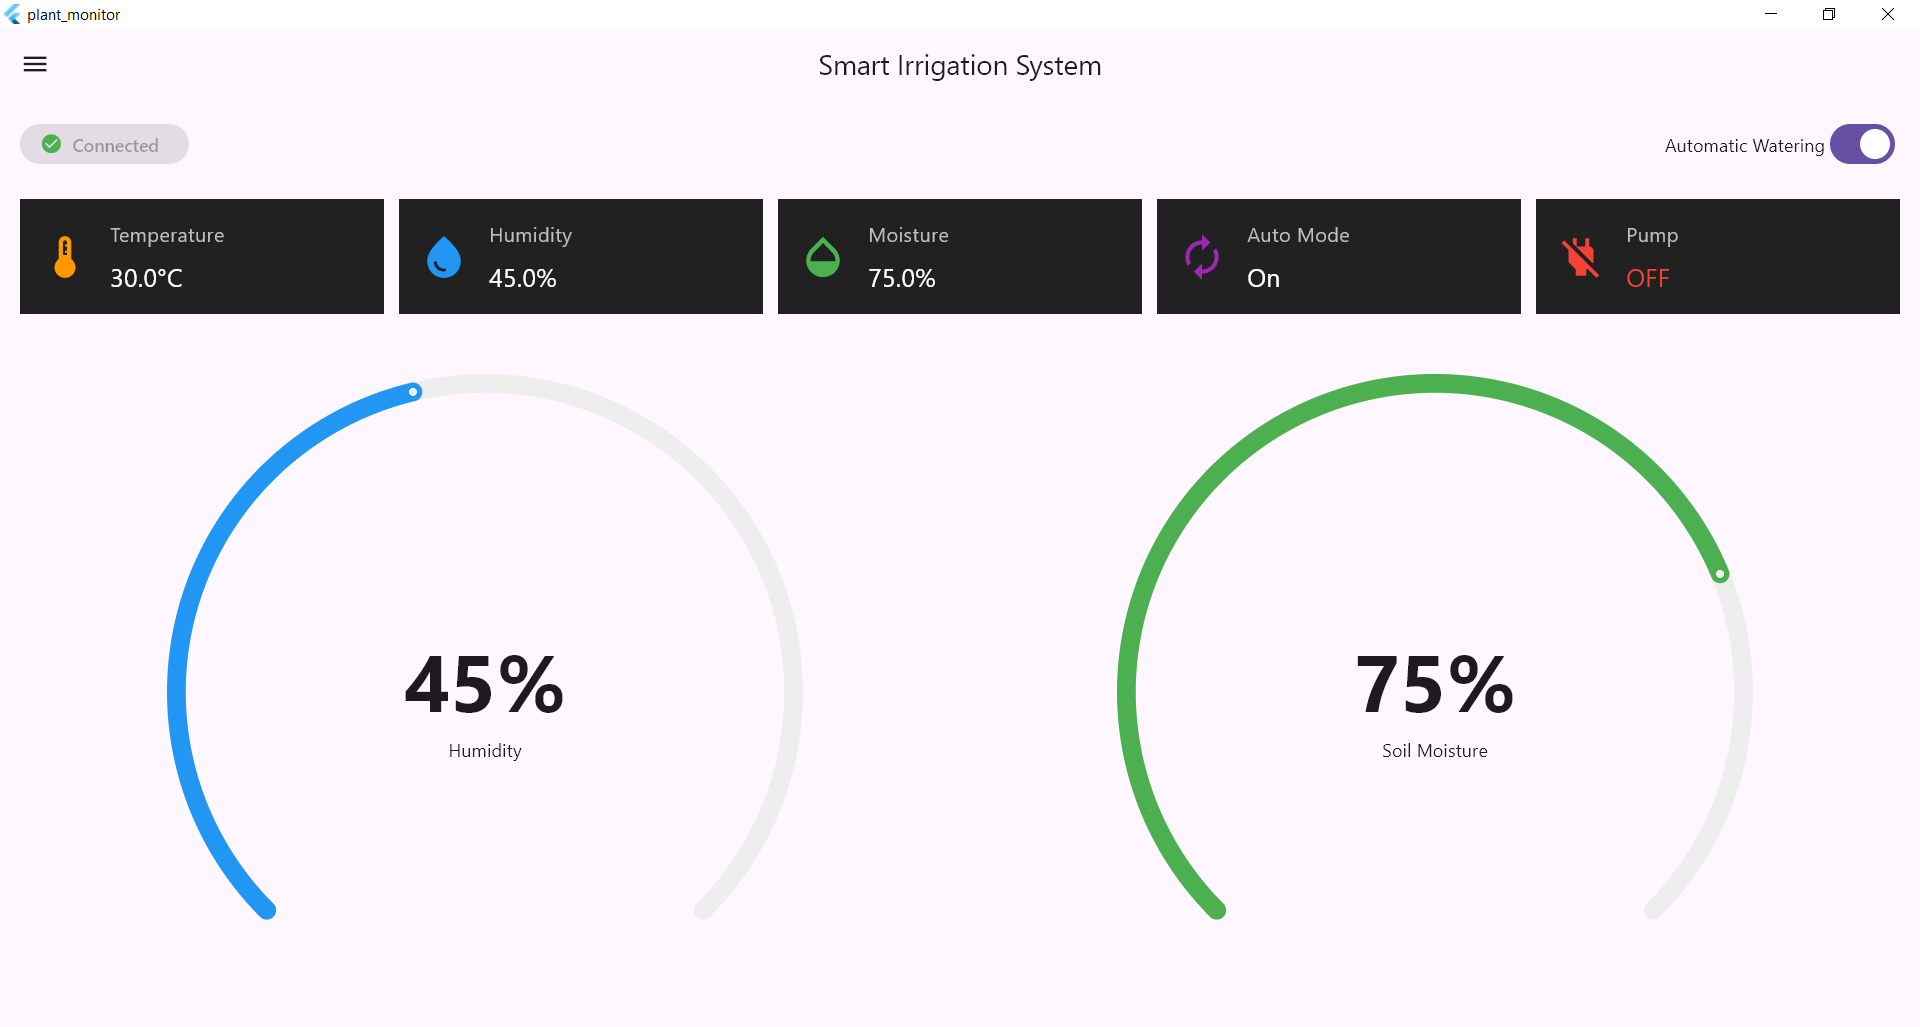 plant_monitor
Smart Irrigation System
Connected
Automatic Watering
Temperature
30.0°C
Humidity
45.0%
Moisture
75.0%
Auto Mode
On
Pump
OFF
45%
Humidity
75%
Soil Moisture